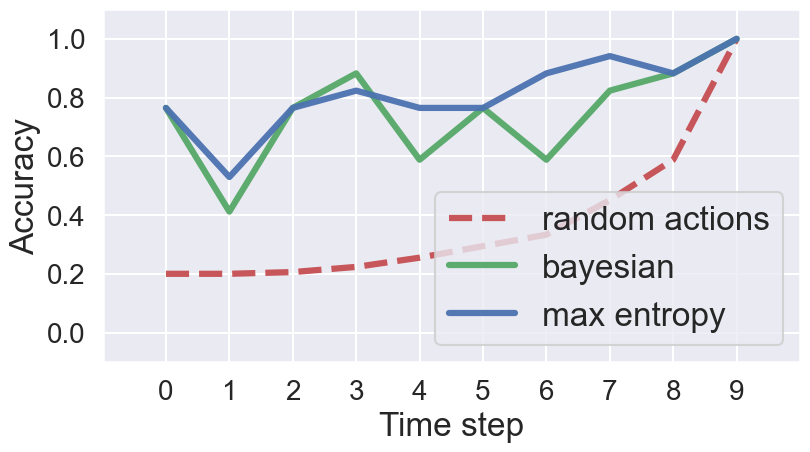 Accuracy
1.0
0.8
0.6
0.4
0.2
0.0
random actions
bayesian
max entropy
0 1 2 3 4 5 6 7 8 9
Time step